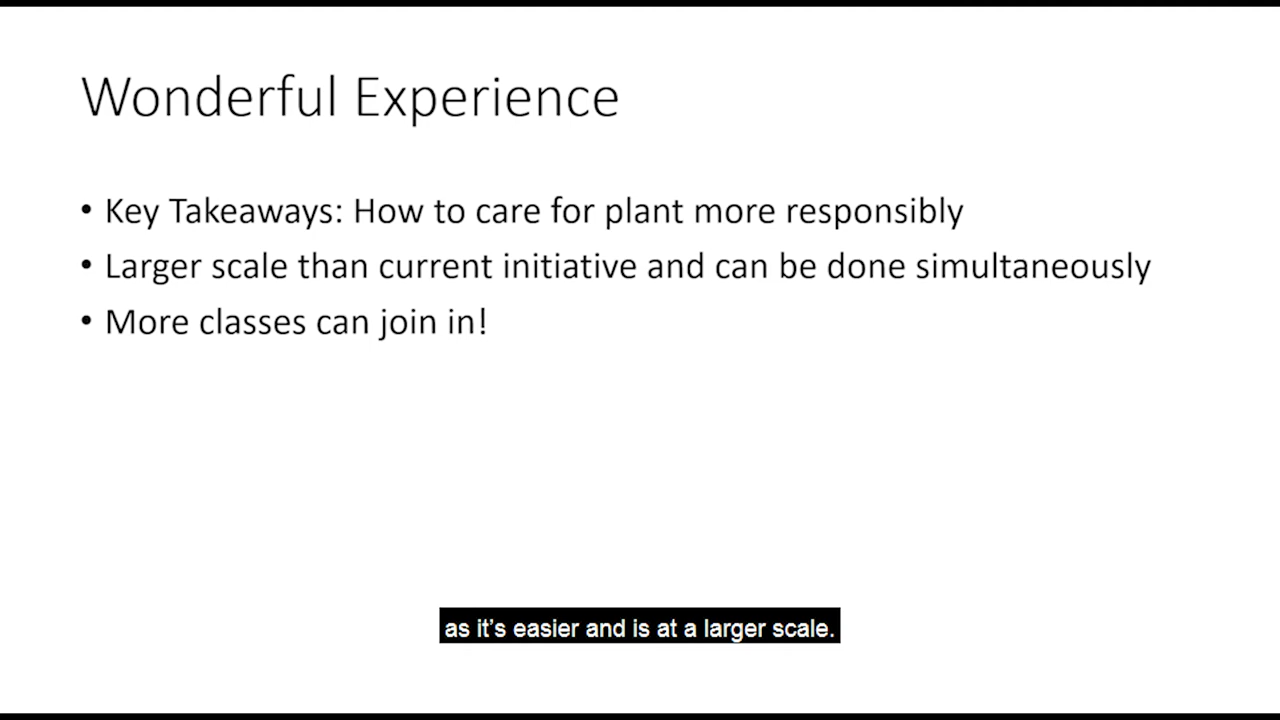 Wonderful Experience
• Key Takeaways: How to care for plant more responsibly
• Larger scale than current initiative and can be done simultaneously
• More classes can join in!
as it’s easier and is at a larger scale.